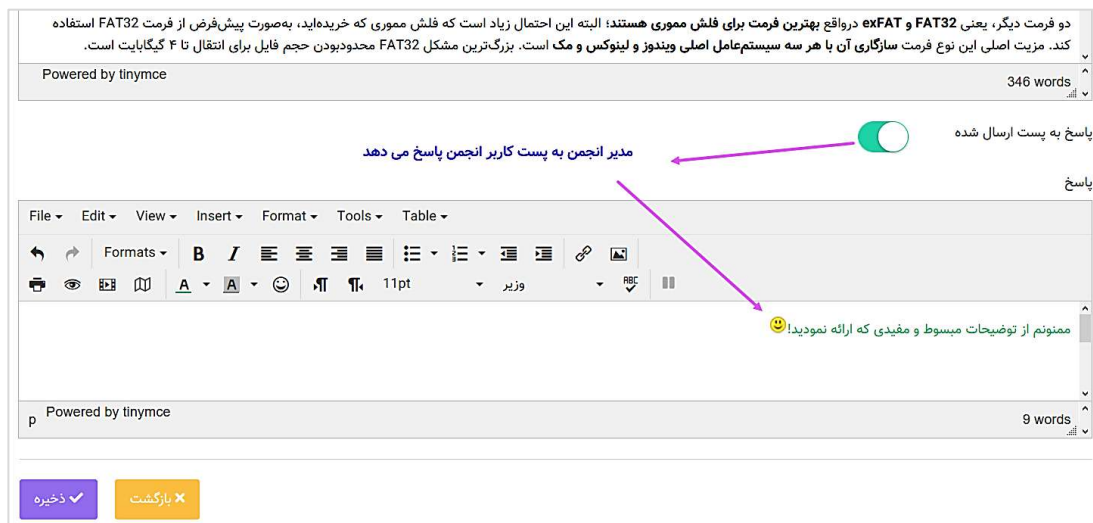 دو فرمت دیگر، یعنی FAT32 و exFAT درواقع بهترین فرمت برای فلش مموری هستند؛ البته این احتمال زیاد است که فلش مموری که خریده‌اید، به‌صورت پیش‌فرض از فرمت FAT32 استفاده
کند. مزیت اصلی این نوع فرمت سازگاری آن با هر سه سیستم‌عامل اصلی ویندوز و لینوکس و مک است. بزرگ‌ترین مشکل FAT32 محدودبودن حجم فایل برای انتقال تا ۴ گیگابایت است.
Powered by tinymce 346 words
پاسخ به پست ارسال شده
مدیر انجمن به پست کاربر انجمن پاسخ می دهد
پاسخ
File Edit View Insert Format Tools Table
Formats B I
A A 11pt وزیر ABC
ممنونم از توضیحات مبسوط و مفیدی که ارائه نمودید!
p Powered by tinymce 9 words
بازگشت ذخیره